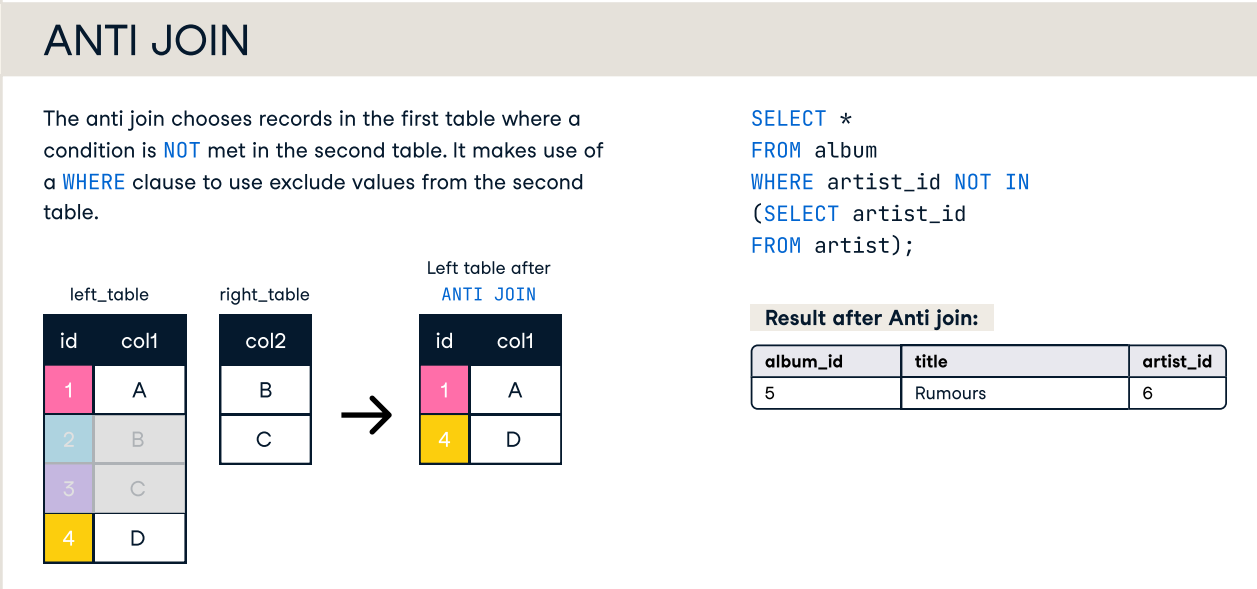 ANTI JOIN
The anti join chooses records in the first table where a
condition is NOT met in the second table. It makes use of
a WHERE clause to use exclude values from the second
table.
left_table
id col1
1 A
2 B
3 C
4 D
right_table
col2
B
C
Left table after
ANTI JOIN
id col1
1 A
4 D
SELECT *
FROM album
WHERE artist_id NOT IN
(SELECT artist_id
FROM artist);
Result after Anti join:
album_id title artist_id
5 Rumours 6